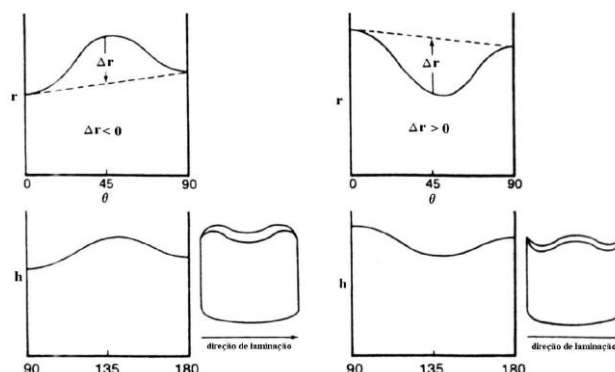 r
Δr
Δr < 0
0
45
90
θ
r
Δr
Δr > 0
0
45
90
θ
h
90
135
180
direção de laminação
h
90
135
180
direção de laminação